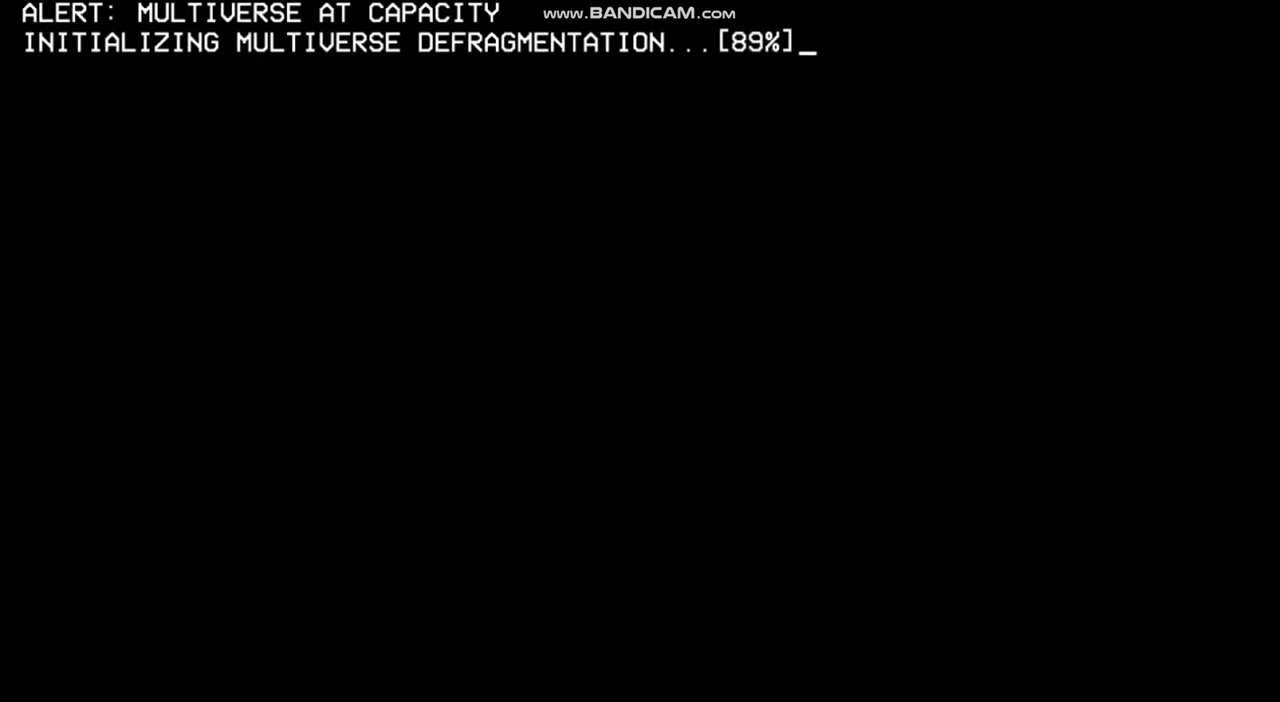 ALERT: MULTIVERSE AT CAPACITY
www.BANDICAM.com
INITIALIZING MULTIVERSE DEFRAGMENTATION...[89%]_